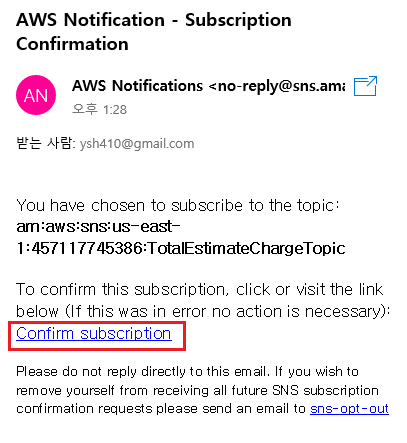 AWS Notification - Subscription
Confirmation
AN
AWS Notifications <no-reply@sns.ama
오후 1:28
받는 사람: ysh410@gmail.com
You have chosen to subscribe to the topic:
arn:aws:sns:us-east-
1:457117745386:TotalEstimateChargeTopic
To confirm this subscription, click or visit the link
below (If this was in error no action is necessary):
Confirm subscription
Please do not reply directly to this email. If you wish to
remove yourself from receiving all future SNS subscription
confirmation requests please send an email to sns-opt-out